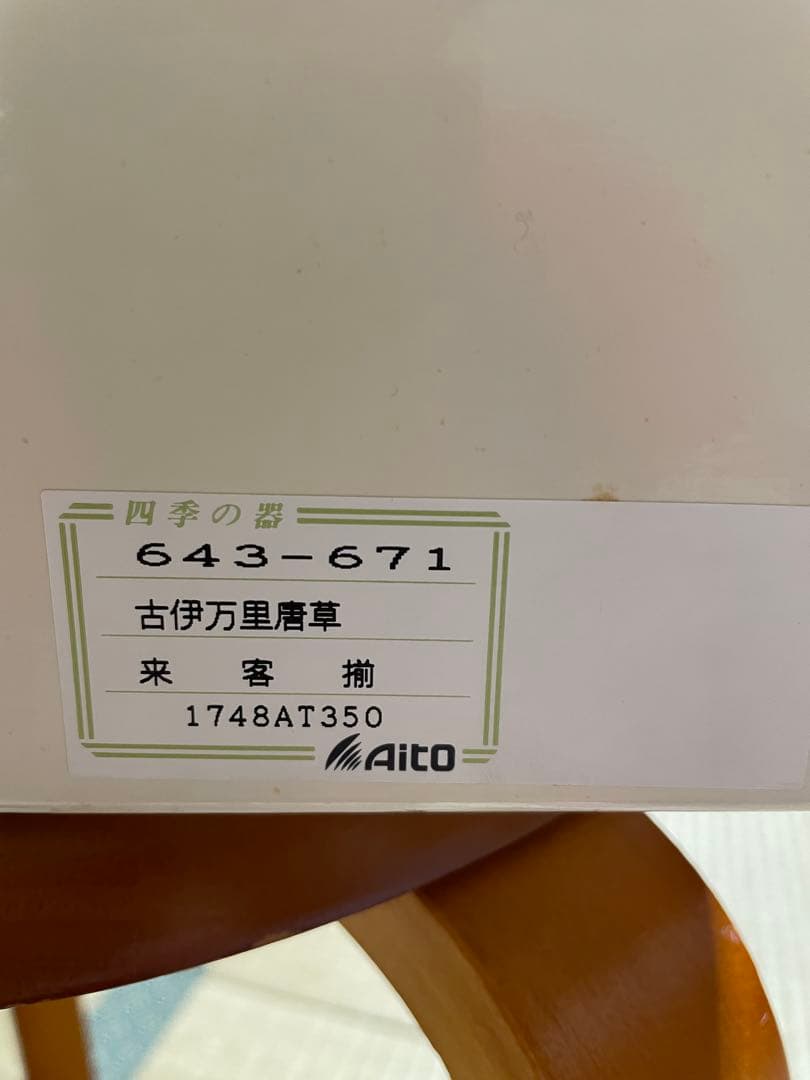 四季の器
643-671
古伊万里唐草
来 客 揃
1748AT350
Aito